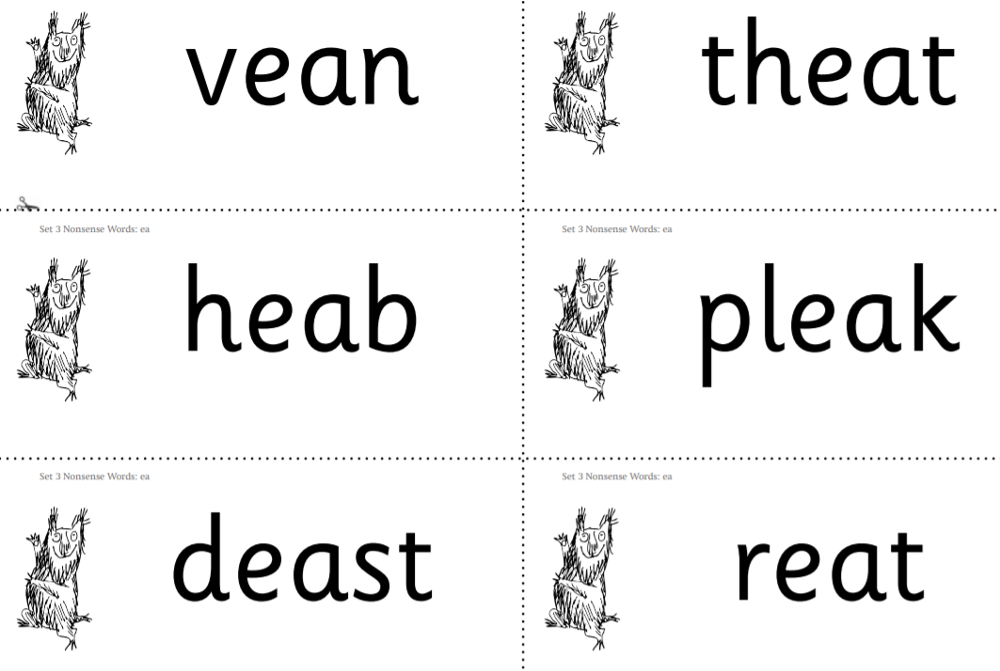 vean
theat
Set 3 Nonsense Words: ea
Set 3 Nonsense Words: ea
heab
pleak
Set 3 Nonsense Words: ea
Set 3 Nonsense Words: ea
deast
reat